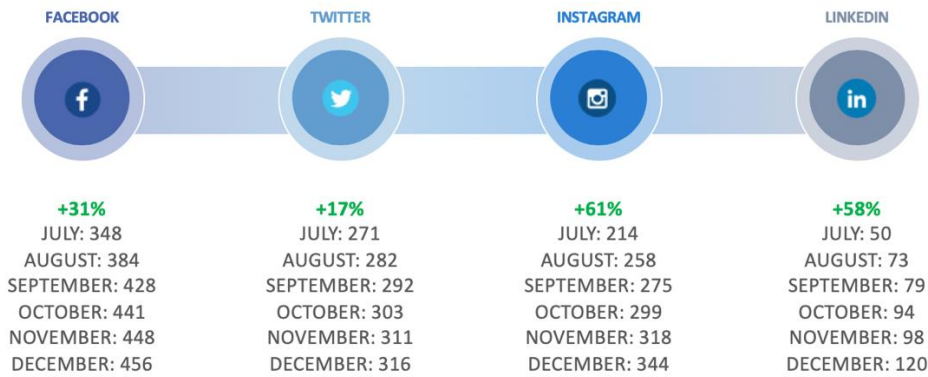 FACEBOOK
TWITTER
INSTAGRAM
LINKEDIN
f
in
+31%
JULY: 348
AUGUST: 384
SEPTEMBER: 428
OCTOBER: 441
NOVEMBER: 448
DECEMBER: 456
+17%
JULY: 271
AUGUST: 282
SEPTEMBER: 292
OCTOBER: 303
NOVEMBER: 311
DECEMBER: 316
+61%
JULY: 214
AUGUST: 258
SEPTEMBER: 275
OCTOBER: 299
NOVEMBER: 318
DECEMBER: 344
+58%
JULY: 50
AUGUST: 73
SEPTEMBER: 79
OCTOBER: 94
NOVEMBER: 98
DECEMBER: 120